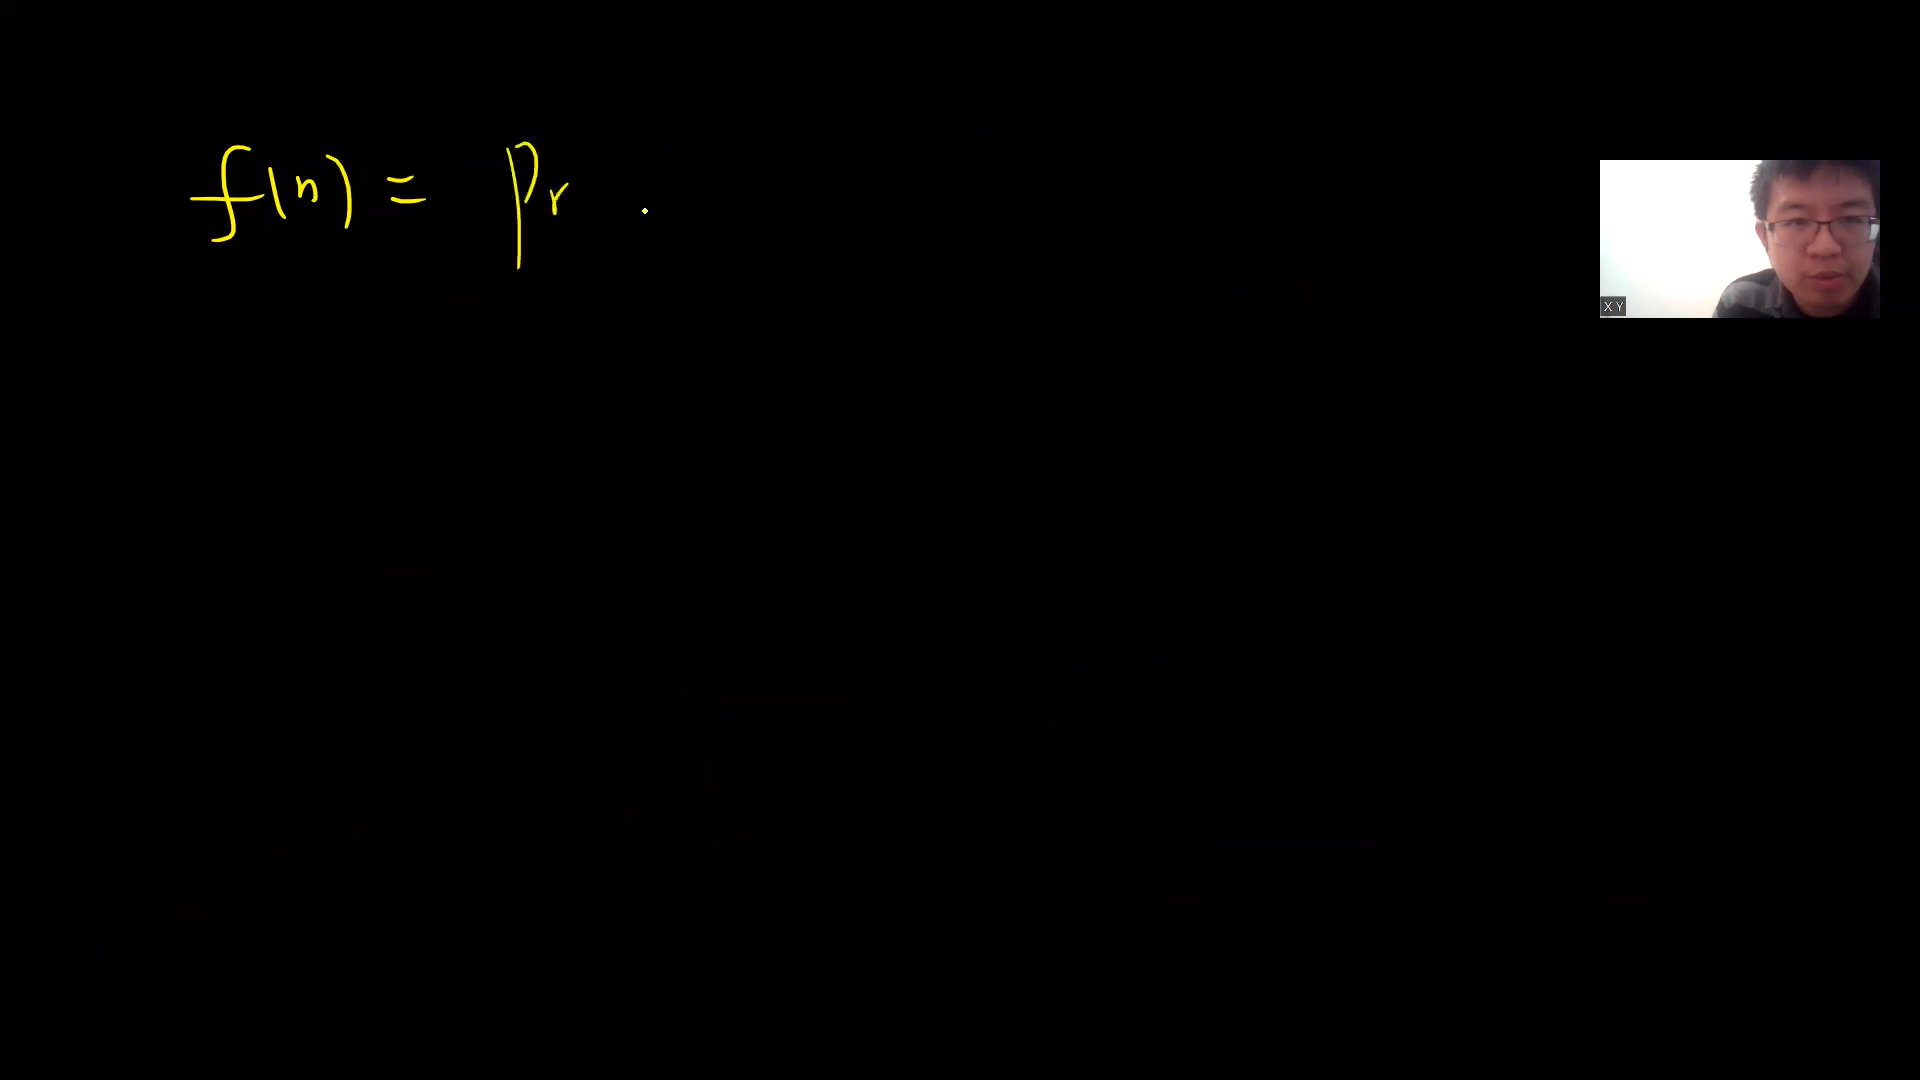 f(n) = Pr
X Y